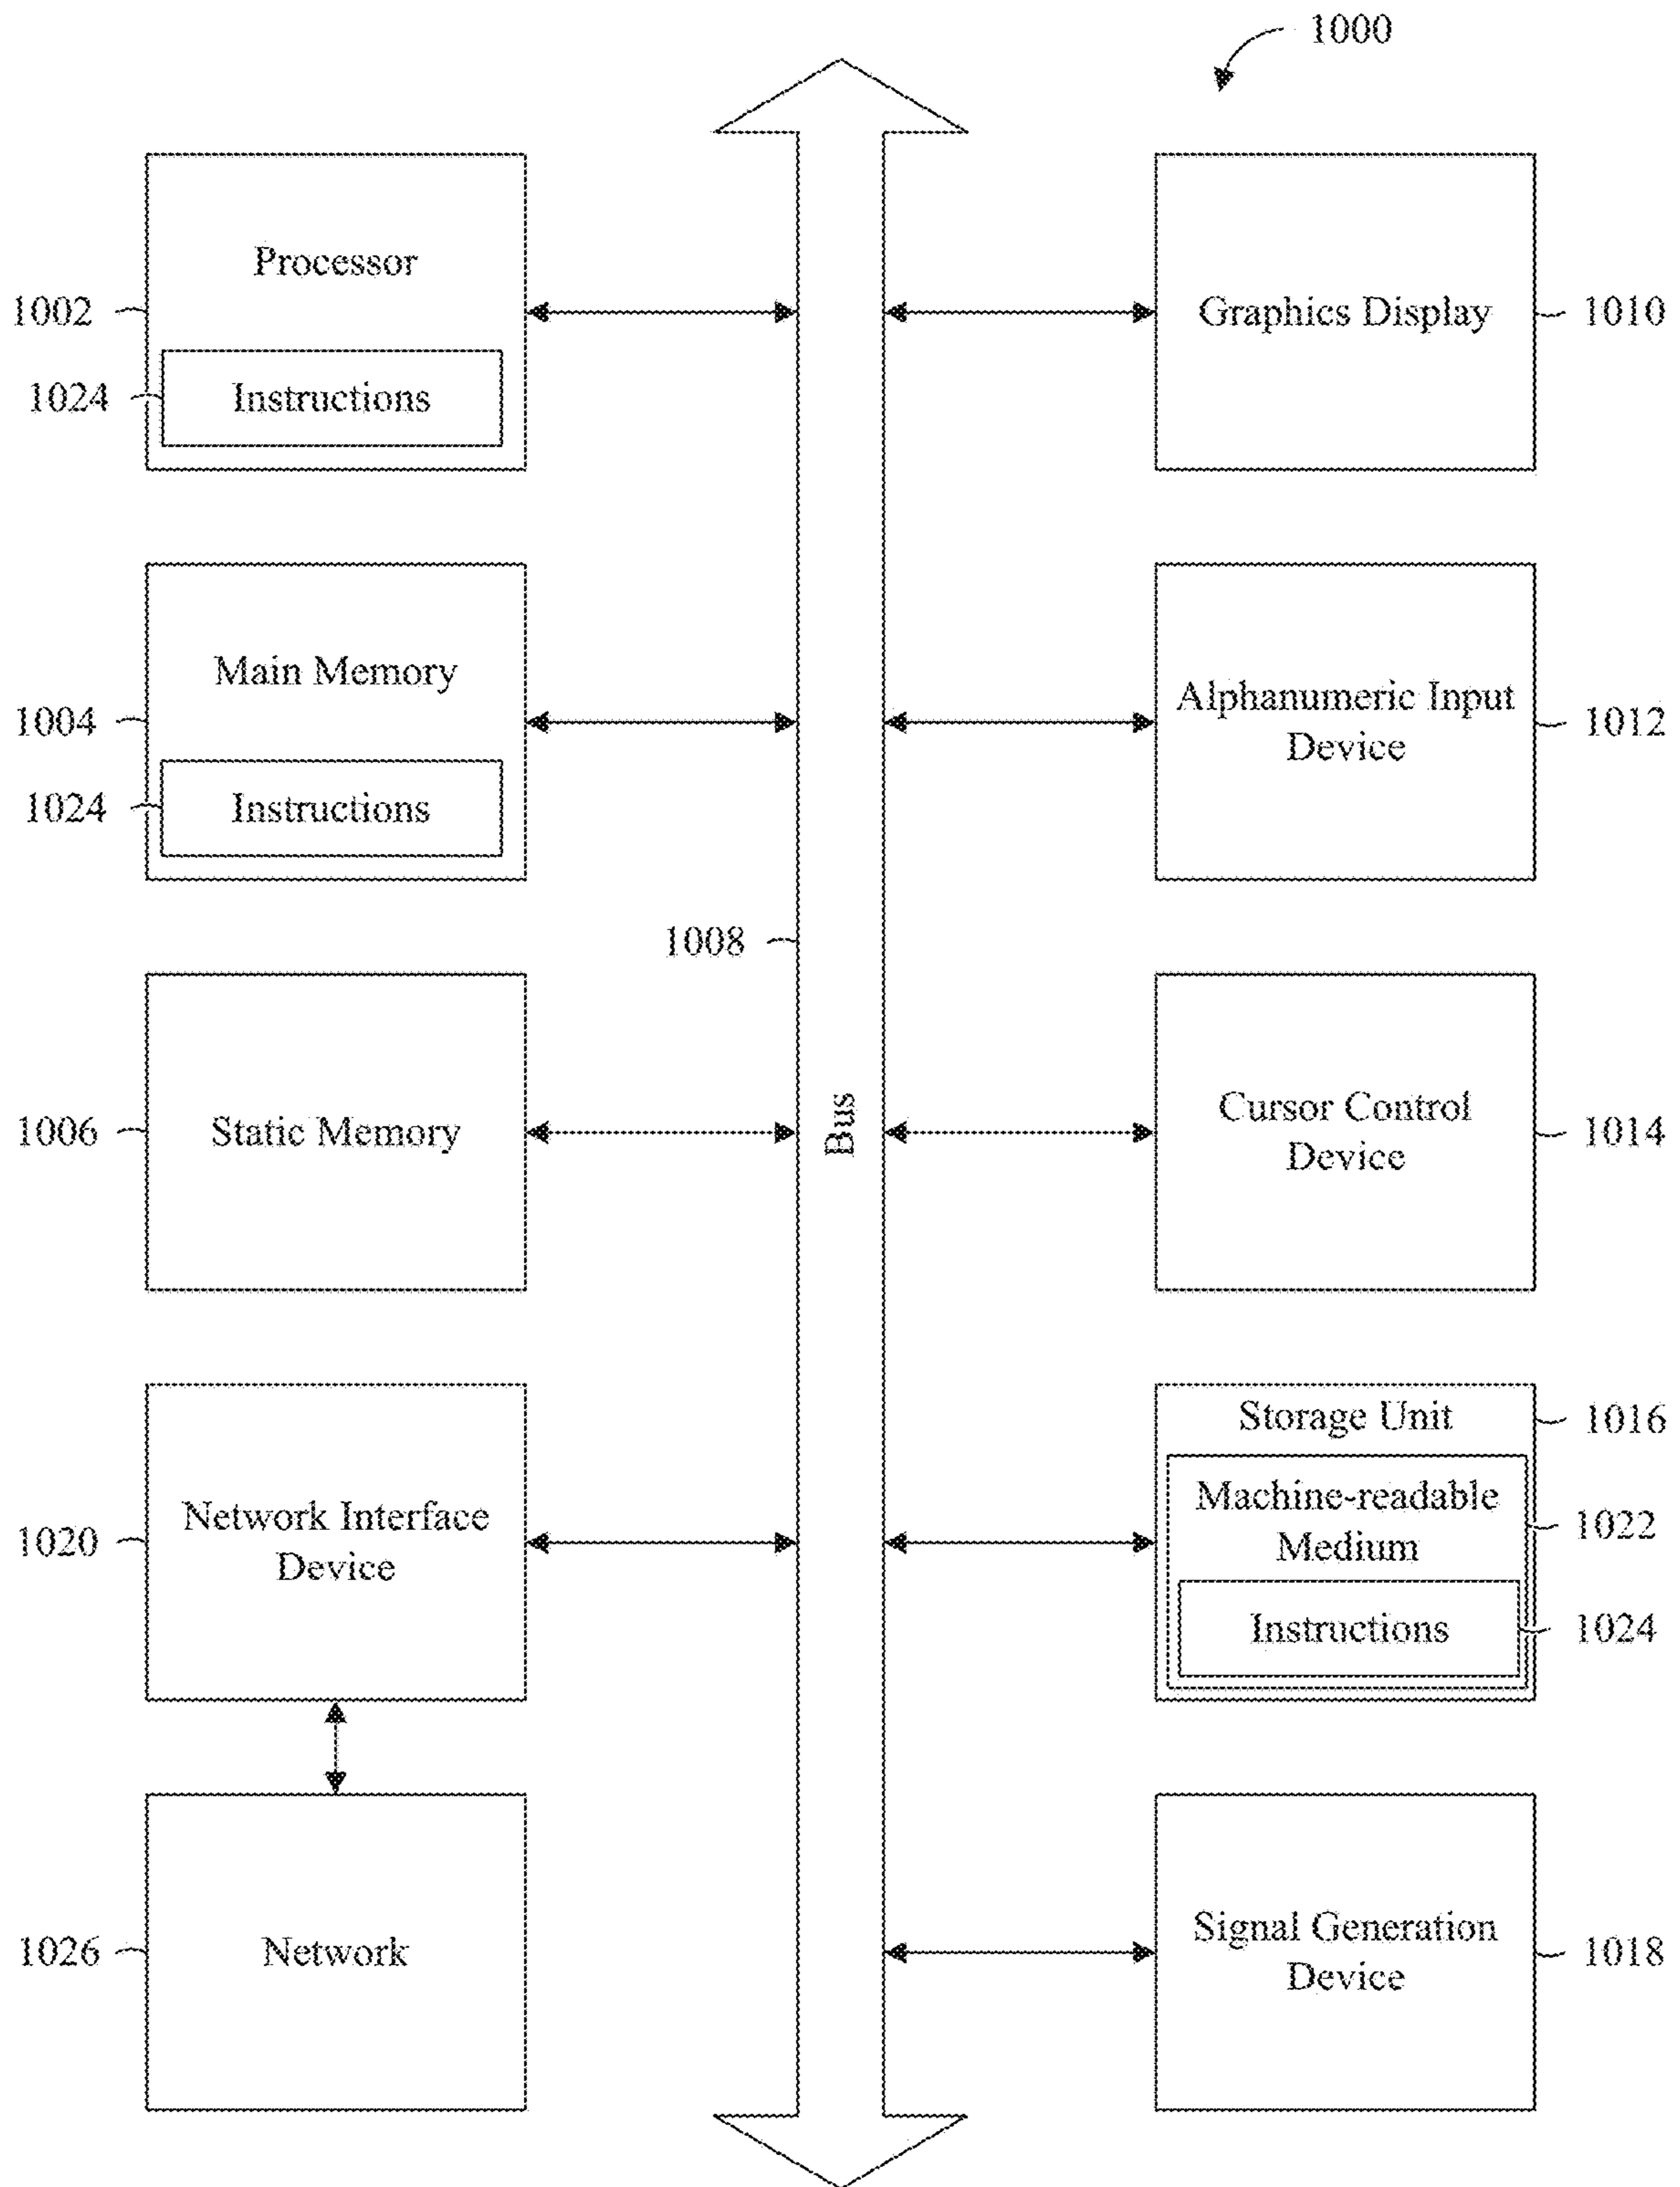 1000
Processor
1002
1024
Instructions
Main Memory
1004
1024
Instructions
1008
1006
Static Memory
1020
Network Interface
Device
1026
Network
Bus
Graphics Display
1010
Alphanumeric Input
Device
1012
Cursor Control
Device
1014
Storage Unit
1016
Machine-readable
Medium
1022
Instructions
1024
Signal Generation
Device
1018